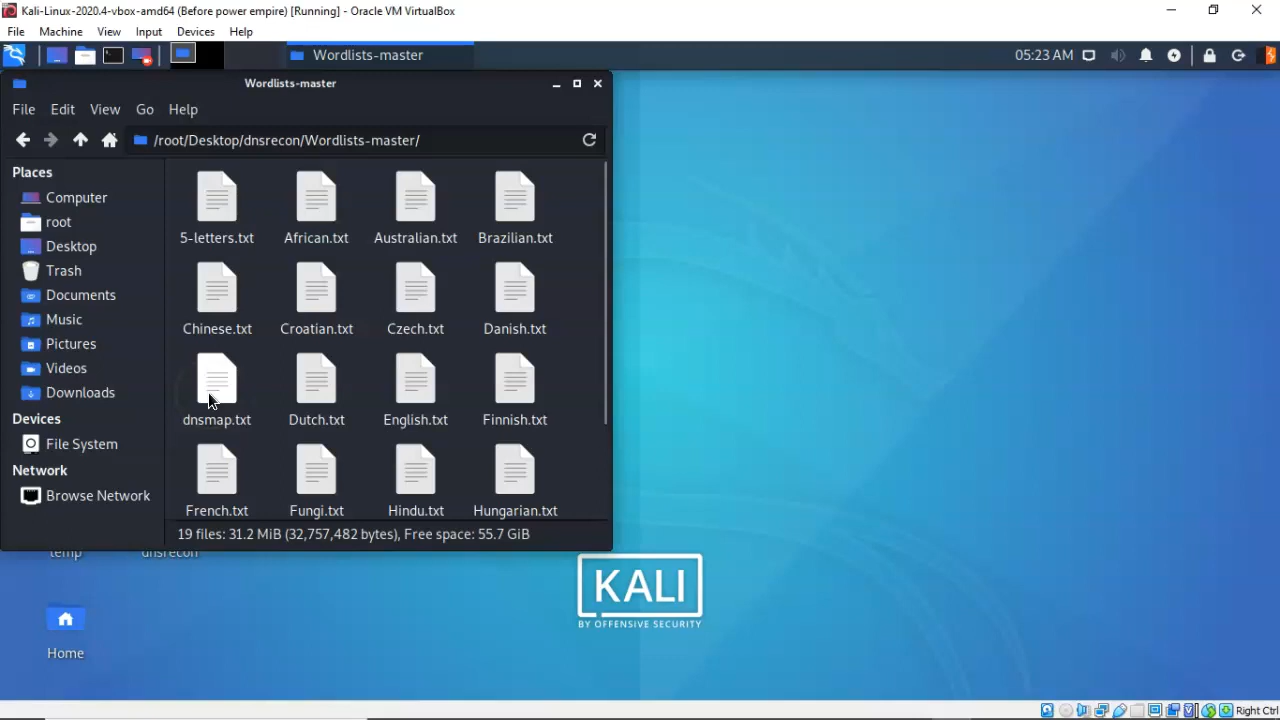 Kali-Linux-2020.4-vbox-amd64 (Before power empire) [Running] - Oracle VM VirtualBox
File Machine View Input Devices Help
Wordlists-master
05:23 AM
Wordlists-master
File Edit View Go Help
/root/Desktop/dnsrecon/Wordlists-master/
Places
Computer
root
Desktop
Trash
Documents
Music
Pictures
Videos
Downloads
Devices
File System
Network
Browse Network
5-letters.txt African.txt Australian.txt Brazilian.txt
Chinese.txt Croatian.txt Czech.txt Danish.txt
dnsmap.txt Dutch.txt English.txt Finnish.txt
French.txt Fungi.txt Hindu.txt Hungarian.txt
19 files: 31.2 MiB (32,757,482 bytes), Free space: 55.7 GiB
temp dnsrecon
Home
KALI
BY OFFENSIVE SECURITY
Right Ctrl